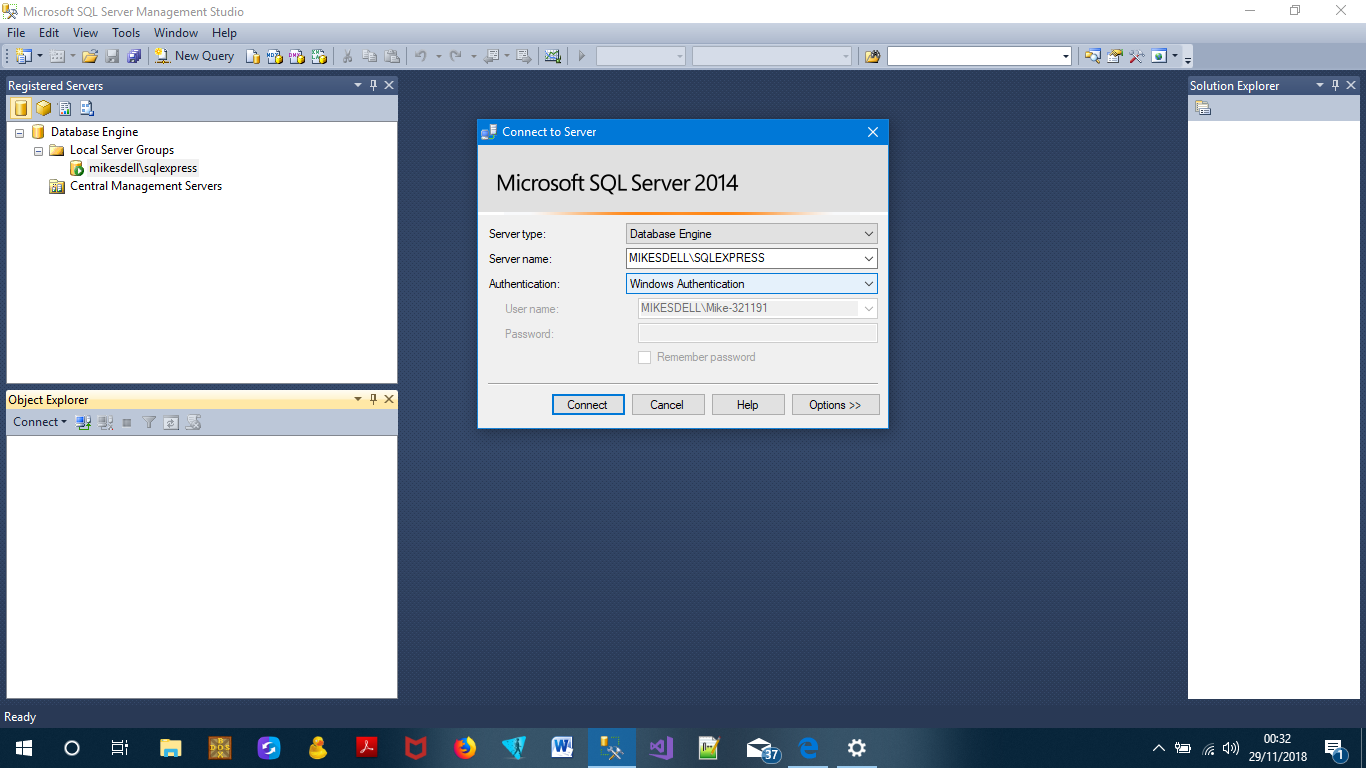 Microsoft SQL Server Management Studio
File Edit View Tools Window Help
New Query
Registered Servers
Database Engine
Local Server Groups
mikesdell\sqlexpress
Central Management Servers
Object Explorer
Connect
Connect to Server
Microsoft SQL Server 2014
Server type: Database Engine
Server name: MIKESDELL\SQLEXPRESS
Authentication: Windows Authentication
User name: MIKESDELL\Mike-321191
Password:
Remember password
Connect Cancel Help Options >>
Solution Explorer
Ready
37
00:32
29/11/2018
1